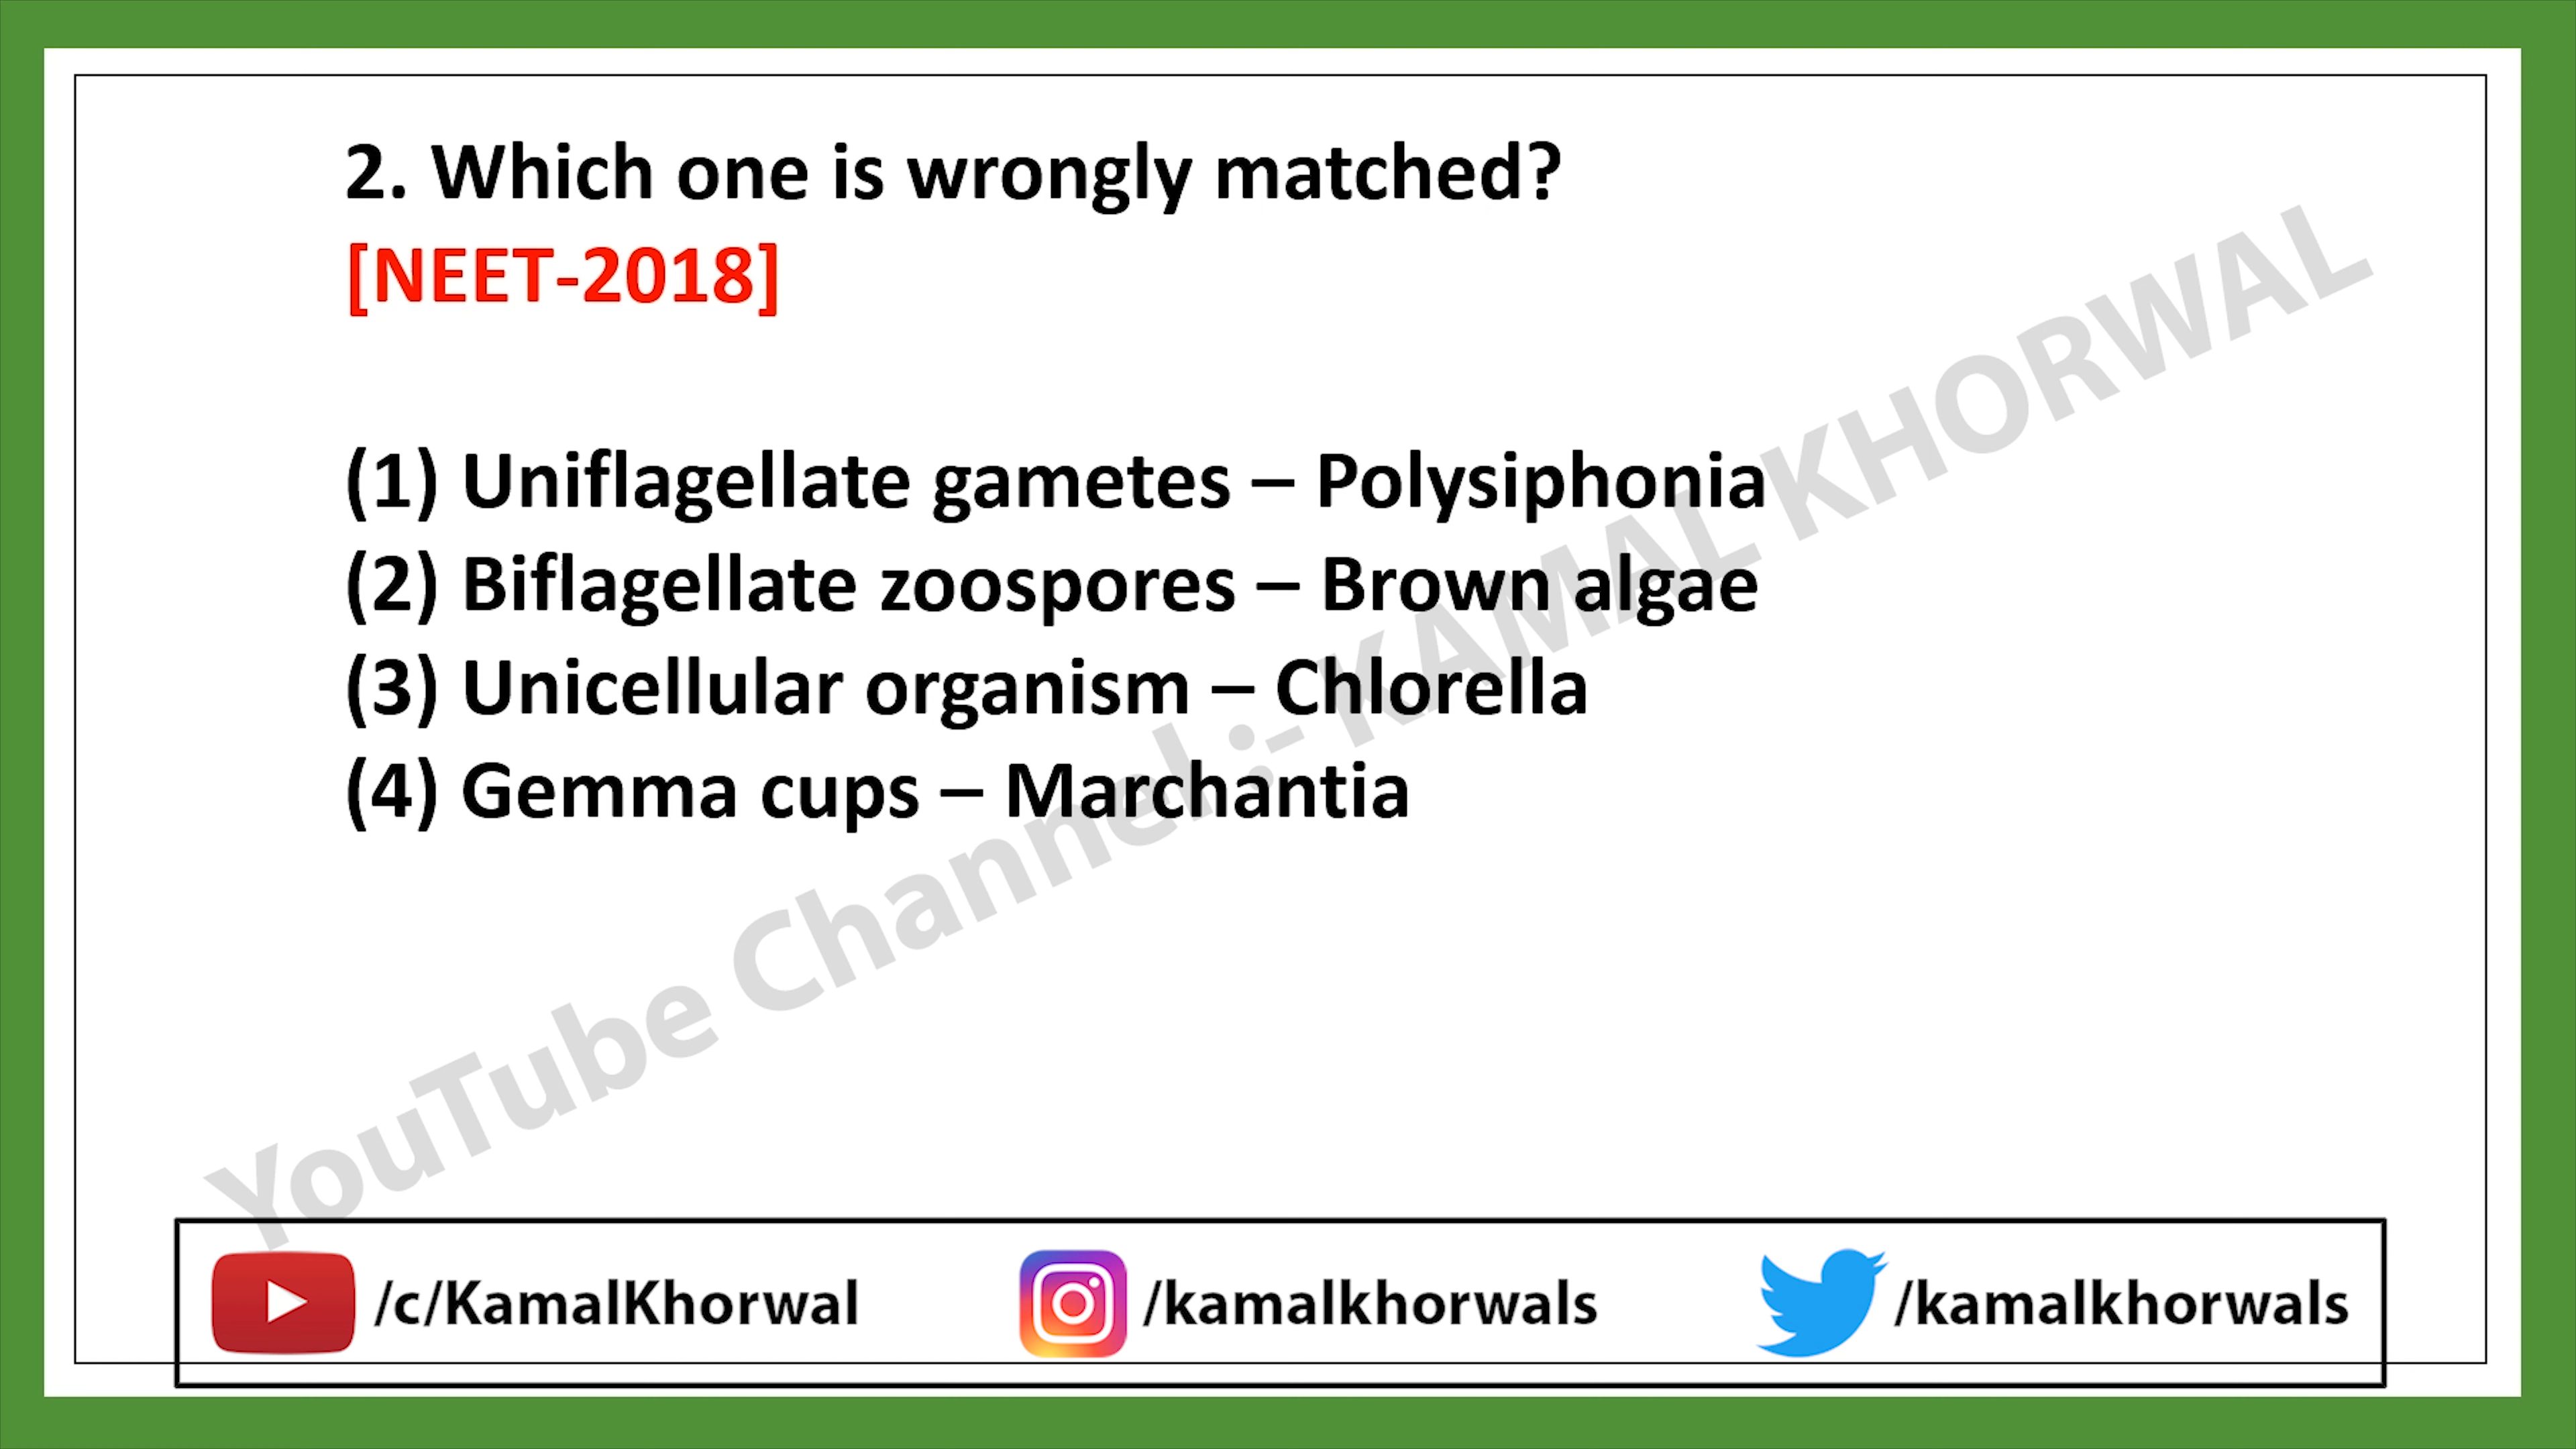 2. Which one is wrongly matched?
[NEET-2018]
(1) Uniflagellate gametes – Polysiphonia
(2) Biflagellate zoospores – Brown algae
(3) Unicellular organism – Chlorella
(4) Gemma cups – Marchantia
YouTube Channel :- KAMAL KHORWAL
/c/KamalKhorwal
/kamalkhorwals
/kamalkhorwals